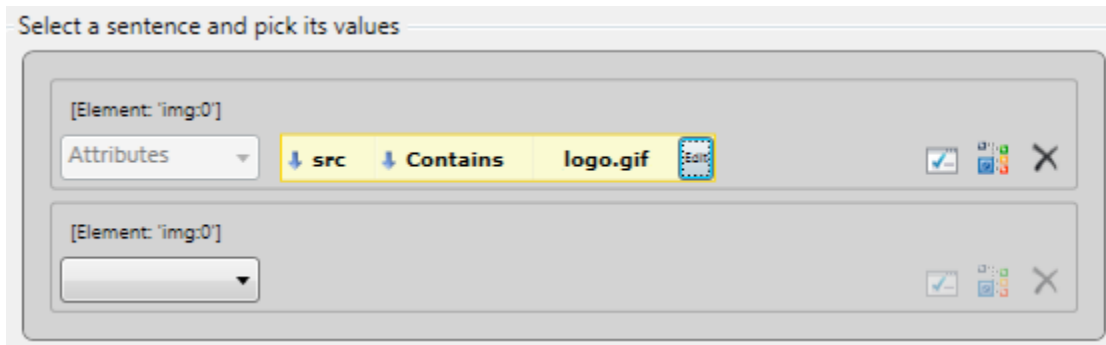 Select a sentence and pick its values
[Element: 'img:0']
Attributes src Contains logo.gif Edit
[Element: 'img:0']